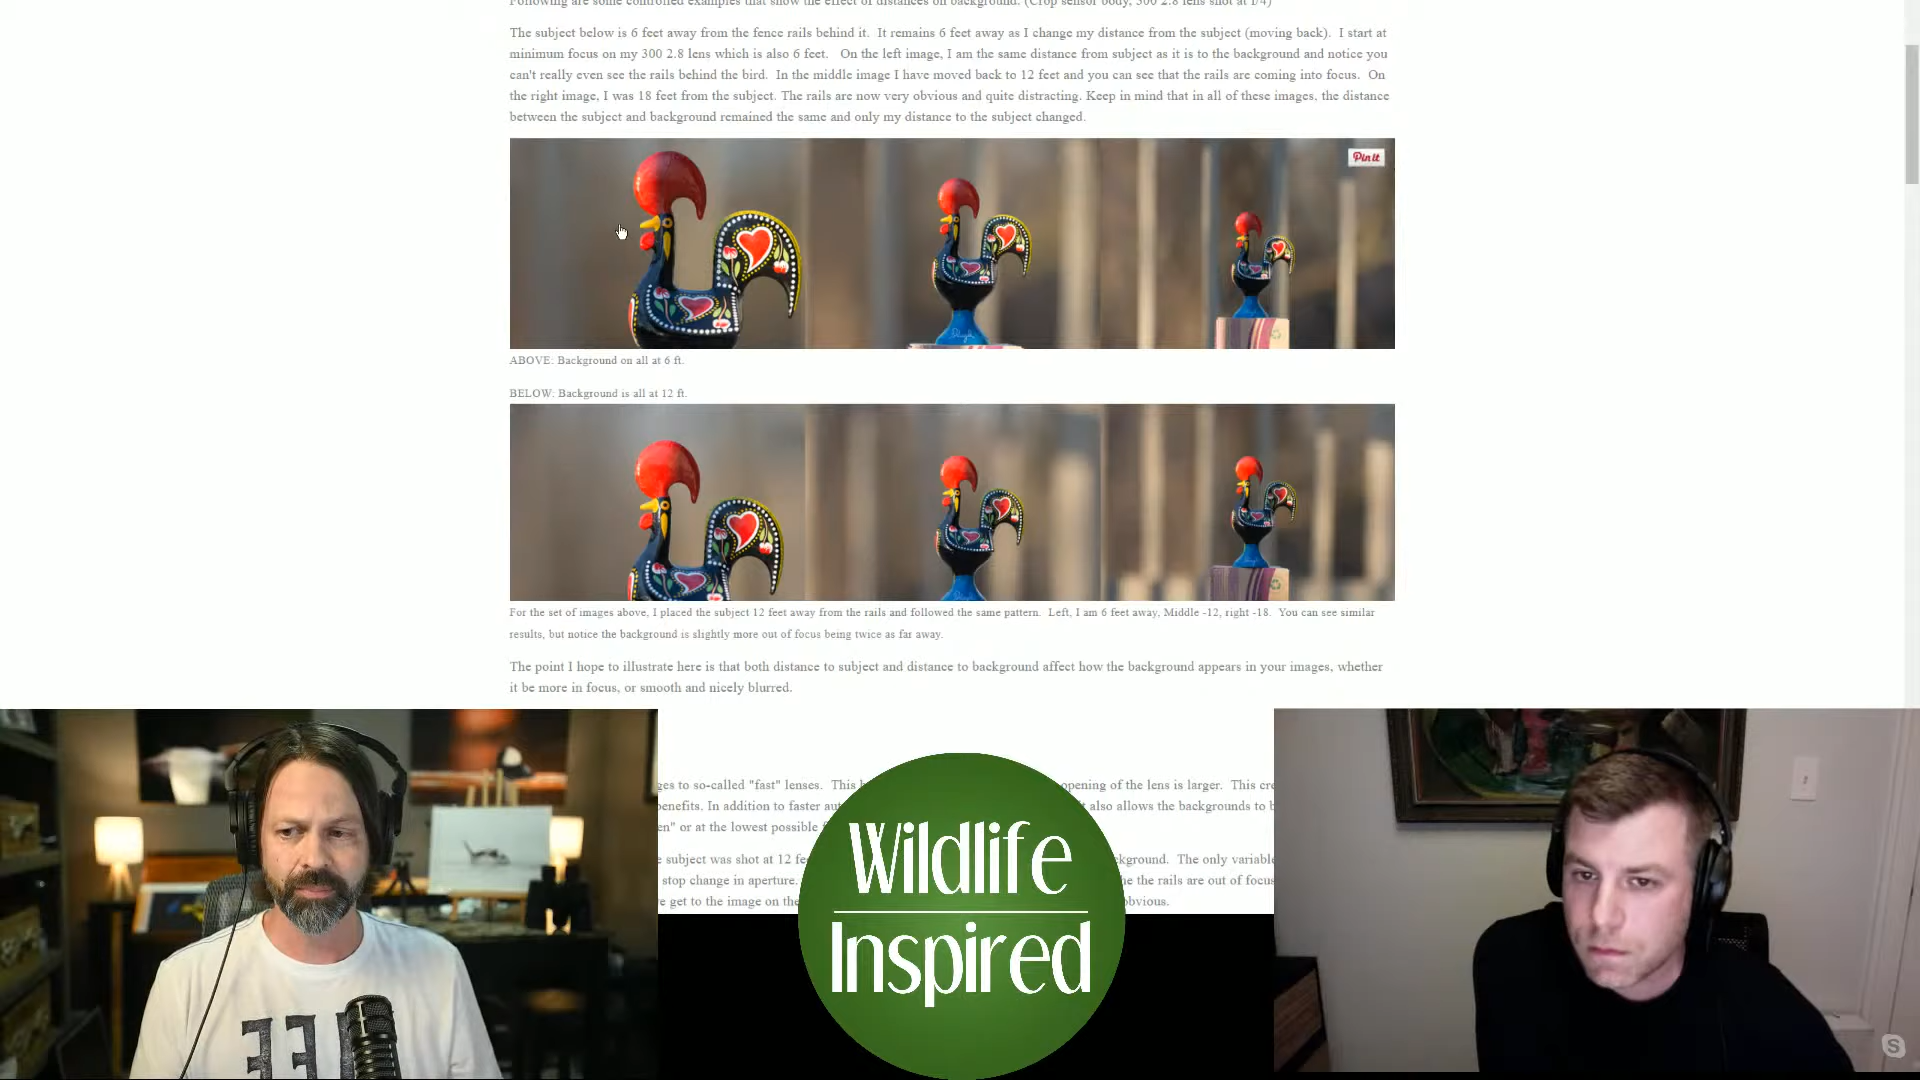 Following are some controlled examples that show the effect of distances on background. (Crop sensor body, 300 2.8 lens shot at f/4)
The subject below is 6 feet away from the fence rails behind it. It remains 6 feet away as I change my distance from the subject (moving back). I start at
minimum focus on my 300 2.8 lens which is also 6 feet. On the left image, I am the same distance from subject as it is to the background and notice you
can't really even see the rails behind the bird. In the middle image I have moved back to 12 feet and you can see that the rails are coming into focus. On
the right image, I was 18 feet from the subject. The rails are now very obvious and quite distracting. Keep in mind that in all of these images, the distance
between the subject and background remained the same and only my distance to the subject changed.
Pin it
ABOVE: Background on all at 6 ft.
BELOW: Background is all at 12 ft.
For the set of images above, I placed the subject 12 feet away from the rails and followed the same pattern. Left, I am 6 feet away, Middle -12, right -18. You can see similar
results, but notice the background is slightly more out of focus being twice as far away.
The point I hope to illustrate here is that both distance to subject and distance to background affect how the background appears in your images, whether
it be more in focus, or smooth and nicely blurred.
ges to so-called "fast" lenses. This opening of the lens is larger. This
benefits. In addition to faster also allows the backgrounds to
or at the lowest possible
subject was shot at 12 The only
stop change in aperture. the rails are out of focus
get to the image on the obvious.
Wildlife
Inspired
S